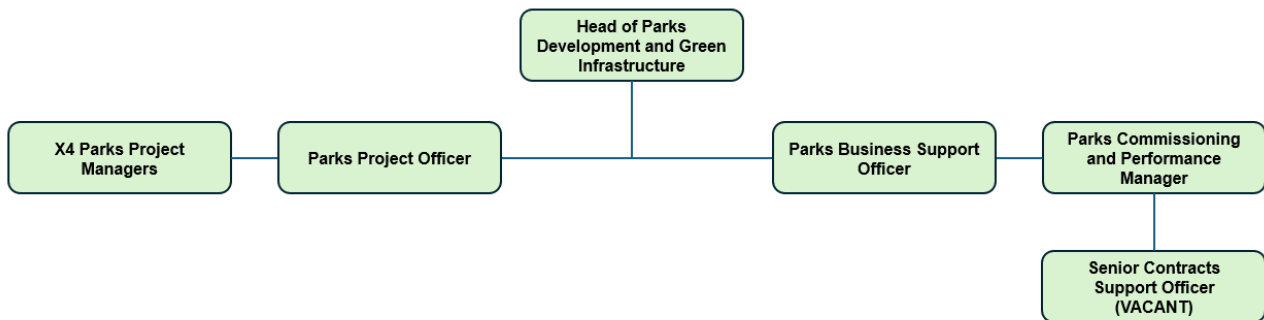 Head of Parks
Development and Green
Infrastructure
X4 Parks Project
Managers
Parks Project Officer
Parks Business Support
Officer
Parks Commissioning
and Performance
Manager
Senior Contracts
Support Officer
(VACANT)